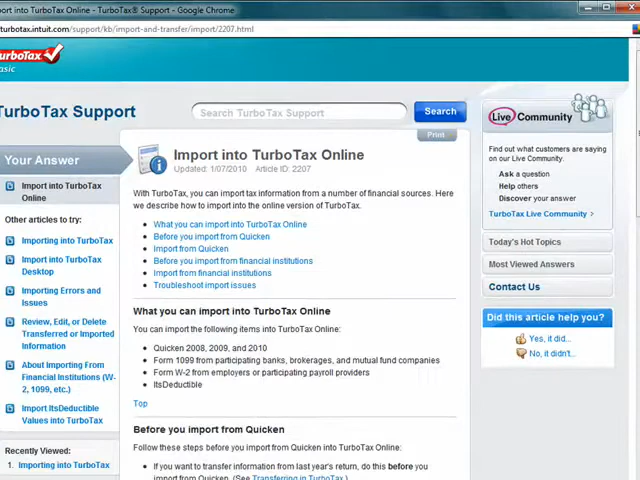 port into TurboTax Online - TurboTax® Support - Google Chrome
turbotax.intuit.com/support/kb/import-and-transfer/import/2207.html
TurboTax
asic
TurboTax Support
Search TurboTax Support
Search
Print
Your Answer
Import into TurboTax
Online
Other articles to try:
Importing into TurboTax
Import into TurboTax
Desktop
Importing Errors and
Issues
Review, Edit, or Delete
Transferred or Imported
Information
About Importing From
Financial Institutions (W-
2, 1099, etc.)
Import ItsDeductible
Values into TurboTax
Recently Viewed:
1. Importing into TurboTax
Import into TurboTax Online
Updated: 1/07/2010 Article ID: 2207
With TurboTax, you can import tax information from a number of financial sources. Here
we describe how to import into the online version of TurboTax.
What you can import into TurboTax Online
Before you import from Quicken
Import from Quicken
Before you import from financial institutions
Import from financial institutions
Troubleshoot import issues
What you can import into TurboTax Online
You can import the following items into TurboTax Online:
Quicken 2008, 2009, and 2010
Form 1099 from participating banks, brokerages, and mutual fund companies
Form W-2 from employers or participating payroll providers
ItsDeductible
Top
Before you import from Quicken
Follow these steps before you import from Quicken into TurboTax Online:
If you want to transfer information from last year's return, do this before you
import from Quicken. (See Transferring in TurboTax.)
Live Community
Find out what customers are saying
on our Live Community.
Ask a question
Help others
Discover your answer
TurboTax Live Community >
Today's Hot Topics
Most Viewed Answers
Contact Us
Did this article help you?
Yes, it did...
No, it didn't...